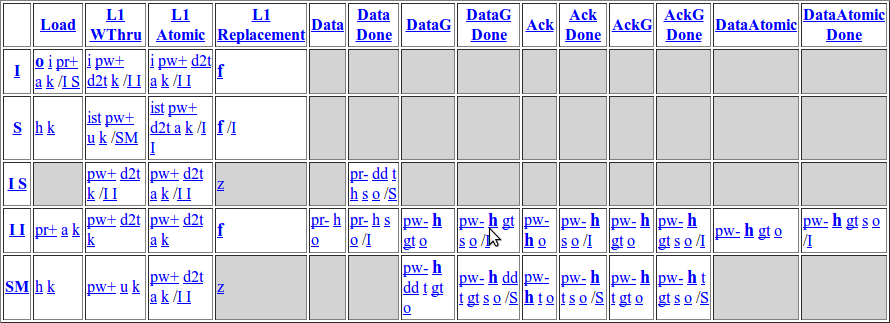 Load
L1
WThru
L1
Atomic
L1
Replacement
Data
Data
Done
DataG
DataG
Done
Ack
Ack
Done
AckG
AckG
Done
DataAtomic
DataAtomic
Done
I
o i pr+
a k /I S
i pw+
d2t k /I I
i pw+ d2t
a k /I I
f
S
h k
ist pw+
u k /SM
ist pw+
d2t a k /I
I
f /I
I S
pw+ d2t
k /I I
pw+ d2t
a k /I I
z
pr- dd t
h s o /S
I I
pr+ a k
pw+ d2t
k
pw+ d2t
a k
f
pr- h
o
pr- h s
o /I
pw- h
gt o
pw- h gt
s o /I
pw-
h o
pw- h
s o /I
pw- h
gt o
pw- h
gt s o /I
pw- h gt o
pw- h gt s o
/I
SM
h k
pw+ u k
pw+ d2t
a k /I I
z
pw- h
dd t gt
o
pw- h dd
t gt s o /S
pw-
h t o
pw- h
t s o /S
pw- h
t gt o
pw- h t
gt s o /S